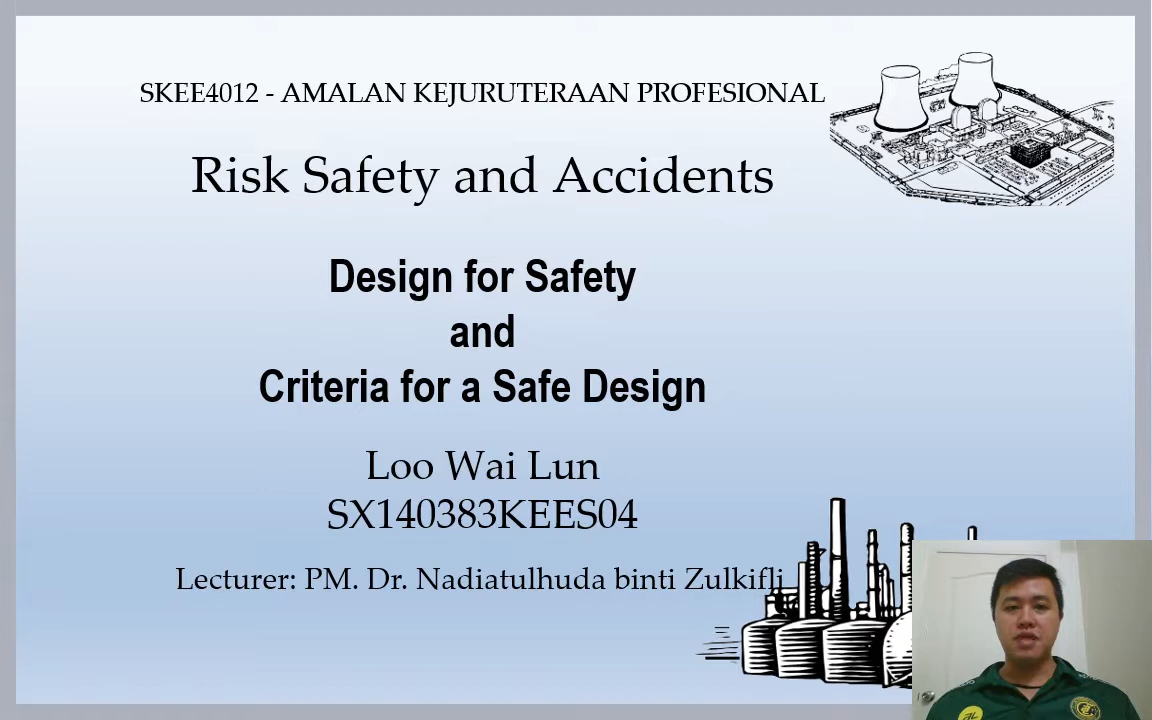 SKEE4012 - AMALAN KEJURUTERAAN PROFESIONAL
Risk Safety and Accidents
Design for Safety
and
Criteria for a Safe Design
Loo Wai Lun
SX140383KEES04
Lecturer: PM. Dr. Nadiatulhuda binti Zulkifli